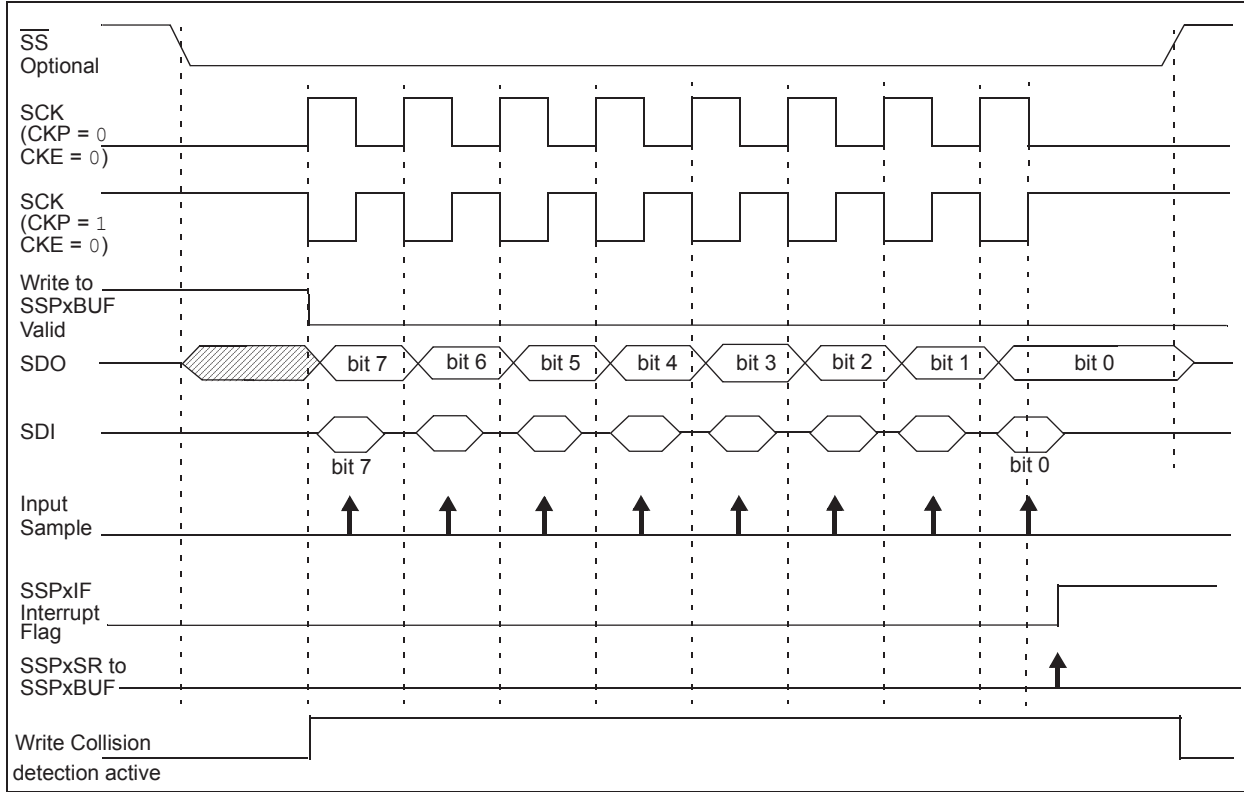 SS
Optional
SCK
(CKP = 0
CKE = 0)
SCK
(CKP = 1
CKE = 0)
Write to
SSPxBUF
Valid
SDO
bit 7 bit 6 bit 5 bit 4 bit 3 bit 2 bit 1 bit 0
SDI
bit 7 bit 0
Input
Sample
SSPxIF
Interrupt
Flag
SSPxSR to
SSPxBUF
Write Collision
detection active